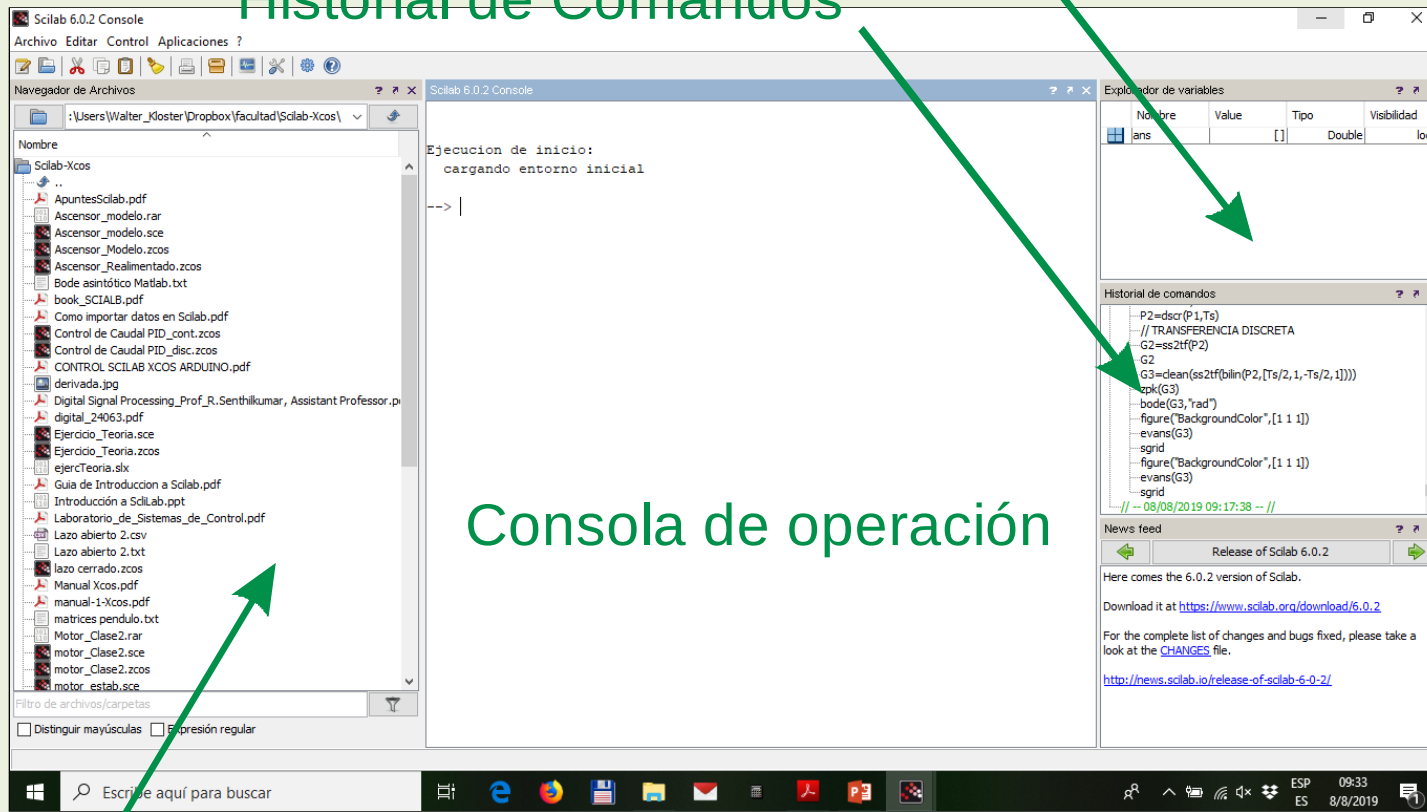 Historial de Comandos
Scilab 6.0.2 Console
Archivo Editar Control Aplicaciones ?
Navegador de Archivos
:\Users\Walter_Kloster\Dropbox\facultad\Scilab-Xcos\
Nombre
Scilab-Xcos
..
ApuntesScilab.pdf
Ascensor_modelo.rar
Ascensor_modelo.sce
Ascensor_Modelo.zcos
Ascensor_Realimentado.zcos
Bode asintótico Matlab.txt
book_SCIALB.pdf
Como importar datos en Scilab.pdf
Control de Caudal PID_cont.zcos
Control de Caudal PID_disc.zcos
CONTROL SCILAB XCOS ARDUINO.pdf
derivada.jpg
Digital Signal Processing_Prof_R.Senthilkumar, Assistant Professor.p
digital_24063.pdf
Ejercicio_Teoria.sce
Ejercicio_Teoria.zcos
ejercTeoria.slx
Guia de Introduccion a Scilab.pdf
Introducción a ScliLab.ppt
Laboratorio_de_Sistemas_de_Control.pdf
Lazo abierto 2.csv
Lazo abierto 2.txt
lazo cerrado.zcos
Manual Xcos.pdf
manual-1-Xcos.pdf
matrices pendulo.txt
Motor_Clase2.rar
motor_Clase2.sce
motor_Clase2.zcos
motor estab.sce
Filtro de archivos/carpetas
Distinguir mayúsculas Expresión regular
Scilab 6.0.2 Console
Ejecucion de inicio:
cargando entorno inicial
-->
Consola de operación
Explorador de variables
Nombre Value Tipo Visibilidad
ans [] Double loc
Historial de comandos
P2=dscr(P1,Ts)
// TRANSFERENCIA DISCRETA
G2=ss2tf(P2)
G2
G3=clean(ss2tf(bilin(P2,[Ts/2,1,-Ts/2,1])))
zpk(G3)
bode(G3,"rad")
figure("BackgroundColor",[1 1 1])
evans(G3)
sgrid
figure("BackgroundColor",[1 1 1])
evans(G3)
sgrid
// -- 08/08/2019 09:17:38 -- //
News feed
Release of Scilab 6.0.2
Here comes the 6.0.2 version of Scilab.
Download it at https://www.scilab.org/download/6.0.2
For the complete list of changes and bugs fixed, please take a
look at the CHANGES file.
http://news.scilab.io/release-of-scilab-6-0-2/
Escribe aquí para buscar
ESP 09:33
ES 8/8/2019